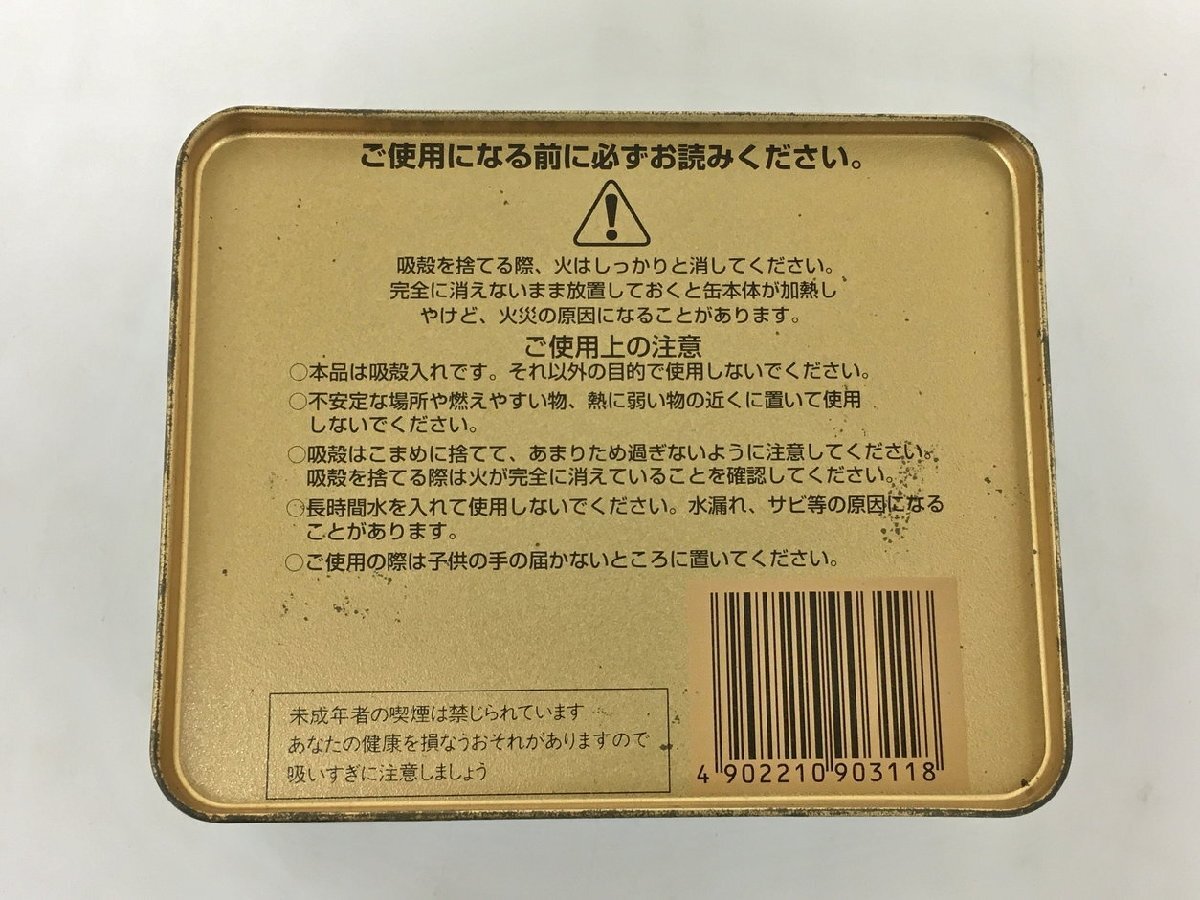 ご使用になる前に必ずお読みください。
吸殻を捨てる際、火はしっかりと消してください。
完全に消えないまま放置しておくと缶本体が加熱し
やけど、火災の原因になることがあります。
ご使用上の注意
○本品は吸殻入れです。それ以外の目的で使用しないでください。
○不安定な場所や燃えやすい物、熱に弱い物の近くに置いて使用
しないでください。
○吸殻はこまめに捨てて、あまりため過ぎないように注意してください。
吸殻を捨てる際は火が完全に消えていることを確認してください。
○長時間水を入れて使用しないでください。水漏れ、サビ等の原因になる
ことがあります。
○ご使用の際は子供の手の届かないところに置いてください。
未成年者の喫煙は禁じられています
あなたの健康を損なうおそれがありますので
吸いすぎに注意しましょう
4 902210 903118